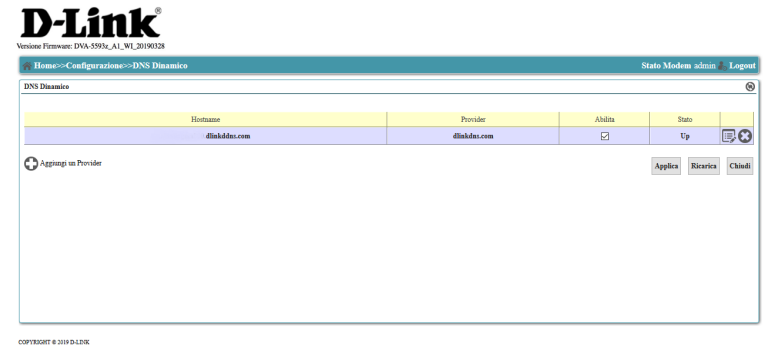 D-Link®
Versione Firmware: DVA-5593z_A1_WI_20190328
Home>>Configurazione>>DNS Dinamico Stato Modem admin Logout
DNS Dinamico
Hostname Provider Abilita Stato
dlinkddns.com dlinkdns.com Up
Aggiungi un Provider Applica Ricarica Chiudi
COPYRIGHT © 2019 D-LINK